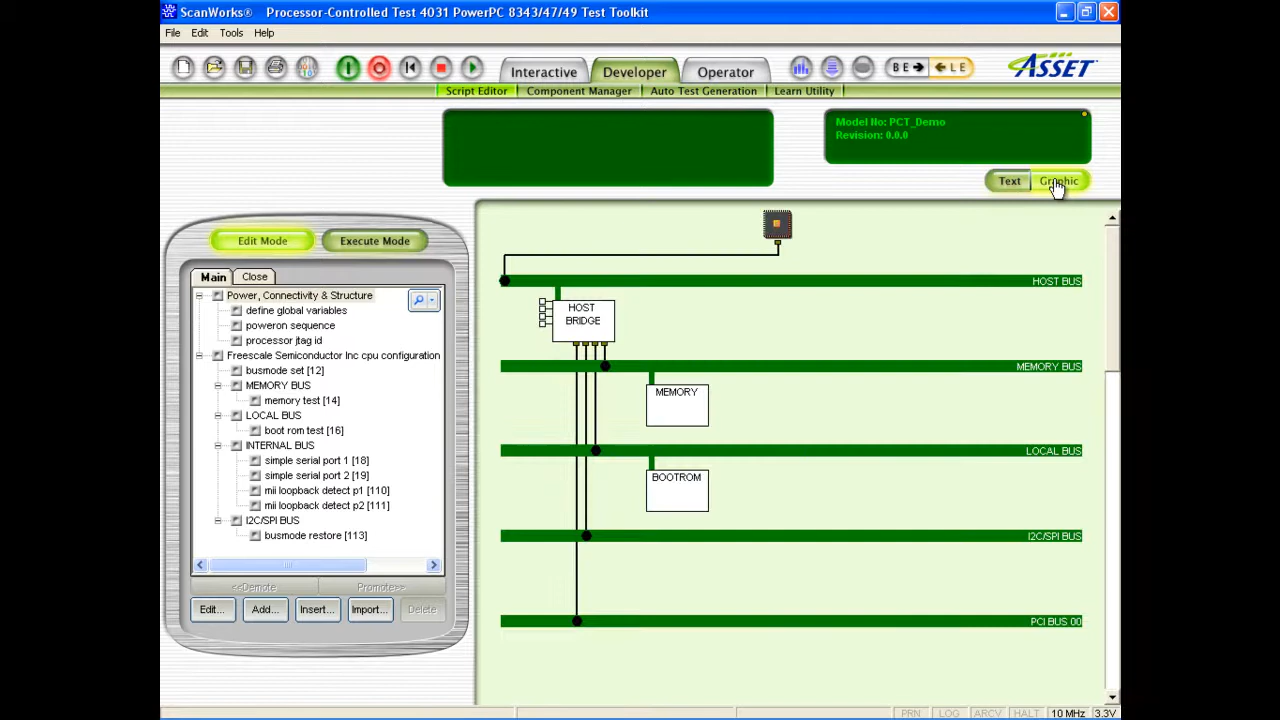 ScanWorks® Processor-Controlled Test 4031 PowerPC 8343/47/49 Test Toolkit
File Edit Tools Help
Interactive Developer Operator
B E L E
ASSET
Script Editor Component Manager Auto Test Generation Learn Utility
Model No: PCT_Demo
Revision: 0.0.0
Text Graphic
Edit Mode Execute Mode
Main Close
Power, Connectivity & Structure
define global variables
poweron sequence
processor jtag id
Freescale Semiconductor Inc cpu configuration
busmode set [12]
MEMORY BUS
memory test [14]
LOCAL BUS
boot rom test [16]
INTERNAL BUS
simple serial port 1 [18]
simple serial port 2 [19]
mii loopback detect p1 [110]
mii loopback detect p2 [111]
I2C/SPI BUS
busmode restore [113]
<<Demote Promote>>
Edit... Add... Insert... Import... Delete
HOST BUS
HOST
BRIDGE
MEMORY BUS
MEMORY
LOCAL BUS
BOOTROM
I2C/SPI BUS
PCI BUS 00
PRN LOG ARCV HALT 10 MHz 3.3V